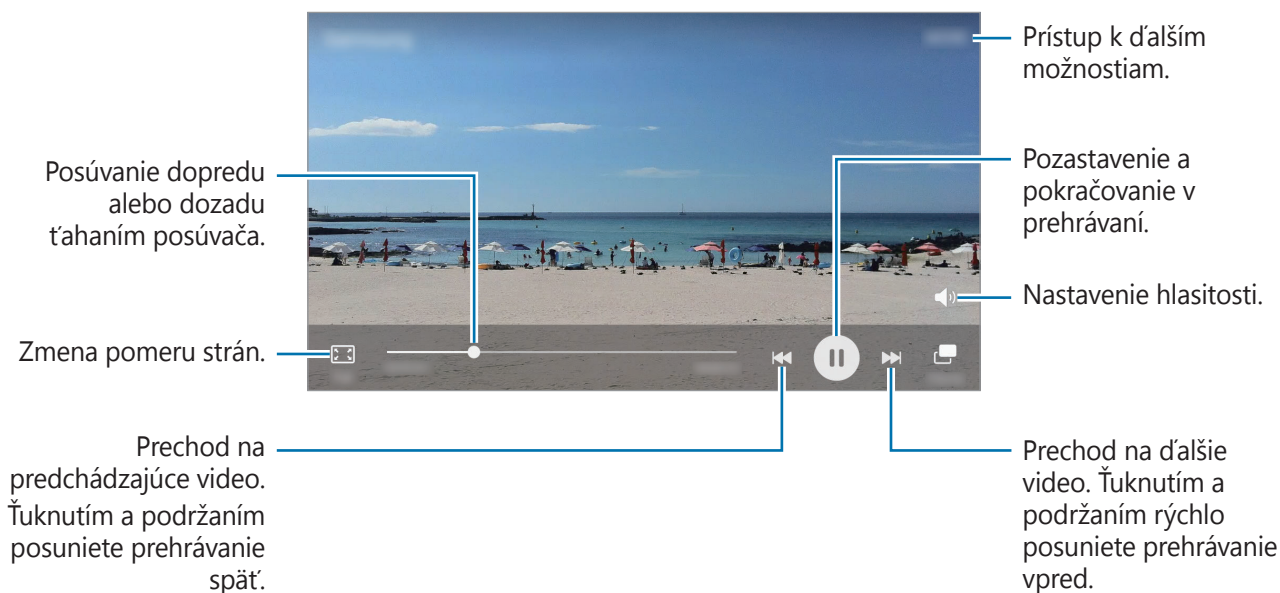 Prístup k ďalším
možnostiam.
Posúvanie dopredu
alebo dozadu
ťahaním posúvača.
Pozastavenie a
pokračovanie v
prehrávaní.
Nastavenie hlasitosti.
Zmena pomeru strán.
Prechod na
predchádzajúce video.
Ťuknutím a podržaním
posuniete prehrávanie
späť.
Prechod na ďalšie
video. Ťuknutím a
podržaním rýchlo
posuniete prehrávanie
vpred.